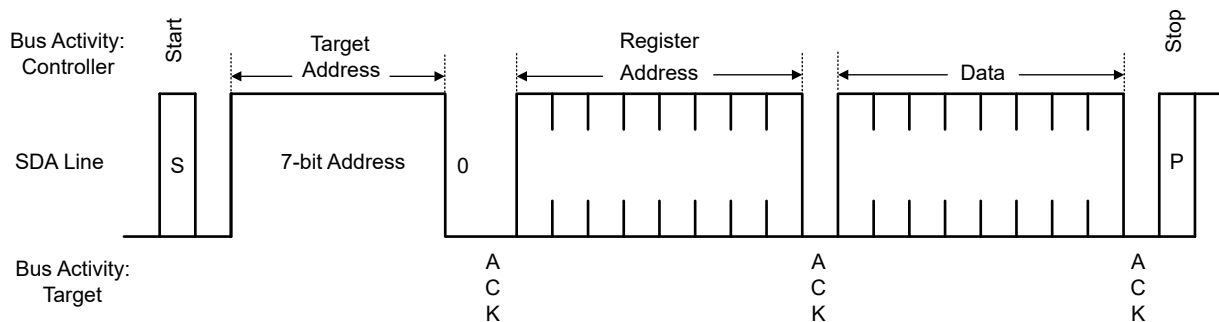 Bus Activity:
Controller
Start
Target
Address
Register
Address
Data
Stop
SDA Line
S
7-bit Address
0
P
Bus Activity:
Target
A
C
K
A
C
K
A
C
K